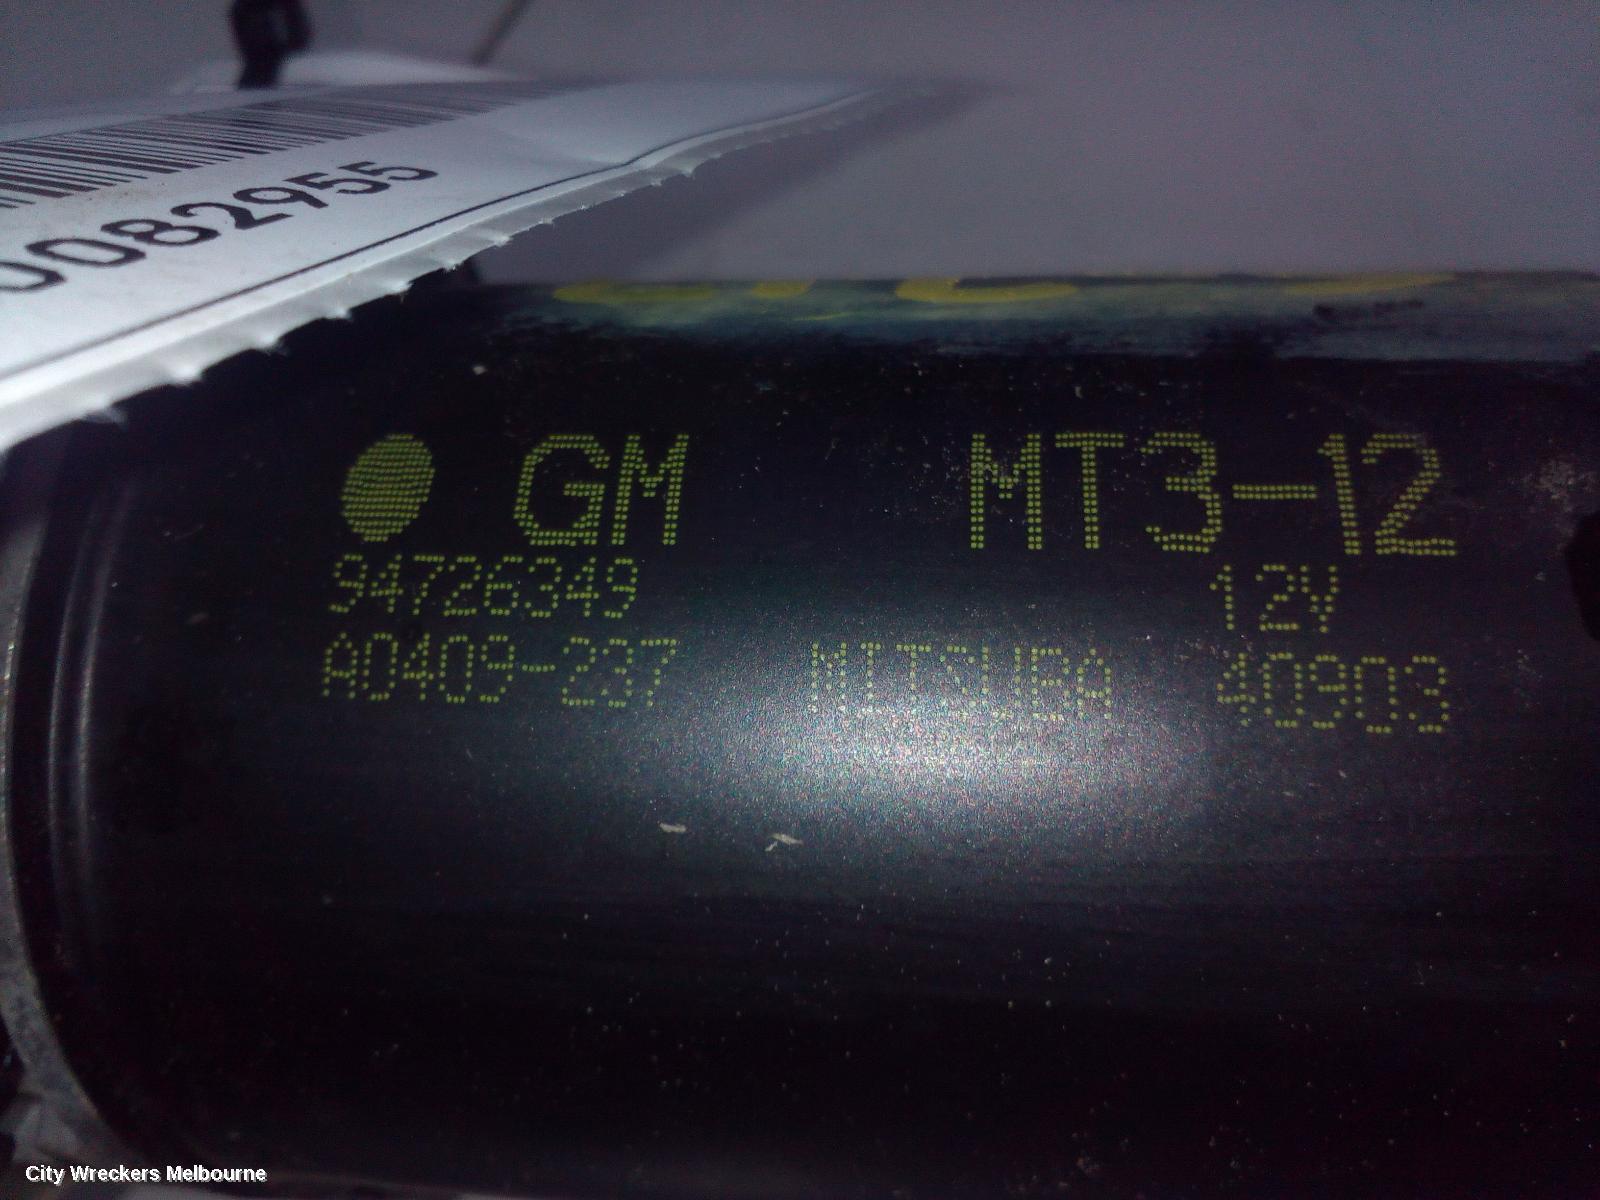 0082955
GM MT3-12
94726349 12V
A0409-237 MITSUBA 40903
City Wreckers Melbourne